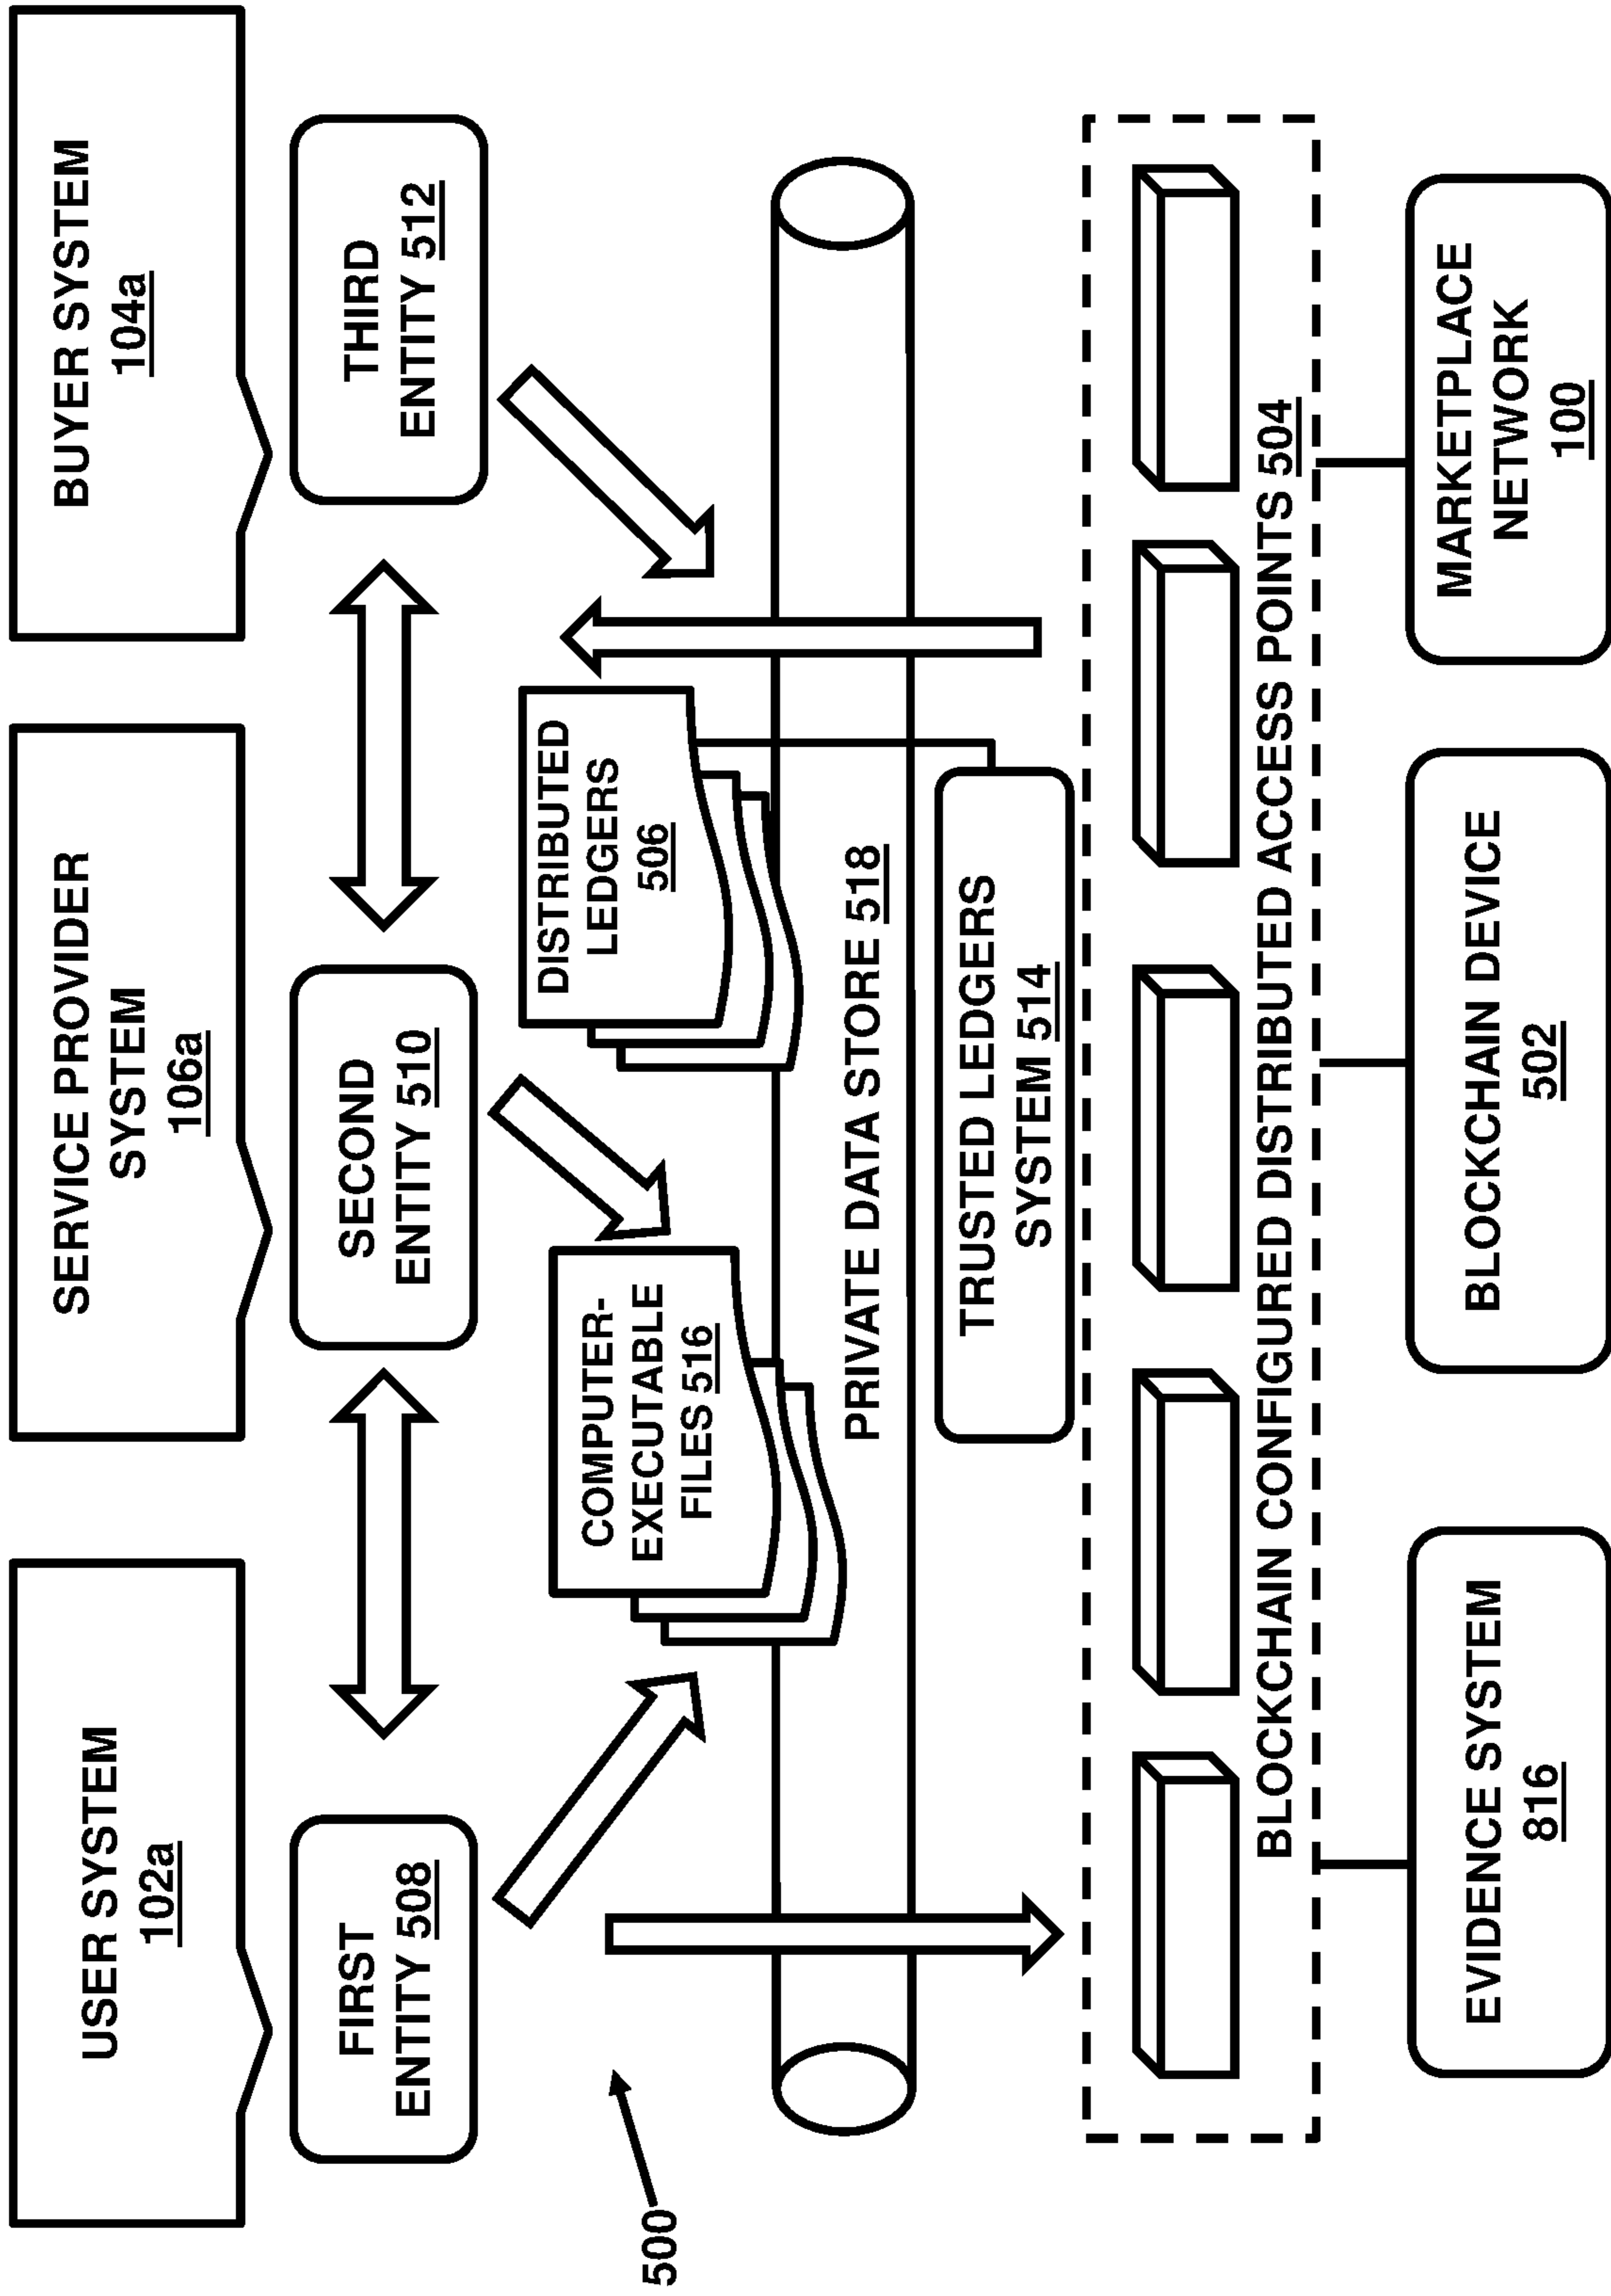 USER SYSTEM
102a
SERVICE PROVIDER
SYSTEM
106a
BUYER SYSTEM
104a
FIRST
ENTITY 508
SECOND
ENTITY 510
THIRD
ENTITY 512
500
COMPUTER-
EXECUTABLE
FILES 516
DISTRIBUTED
LEDGERS
506
PRIVATE DATA STORE 518
TRUSTED LEDGERS
SYSTEM 514
BLOCKCHAIN CONFIGURED DISTRIBUTED ACCESS POINTS 504
EVIDENCE SYSTEM
816
BLOCKCHAIN DEVICE
502
MARKETPLACE
NETWORK
100